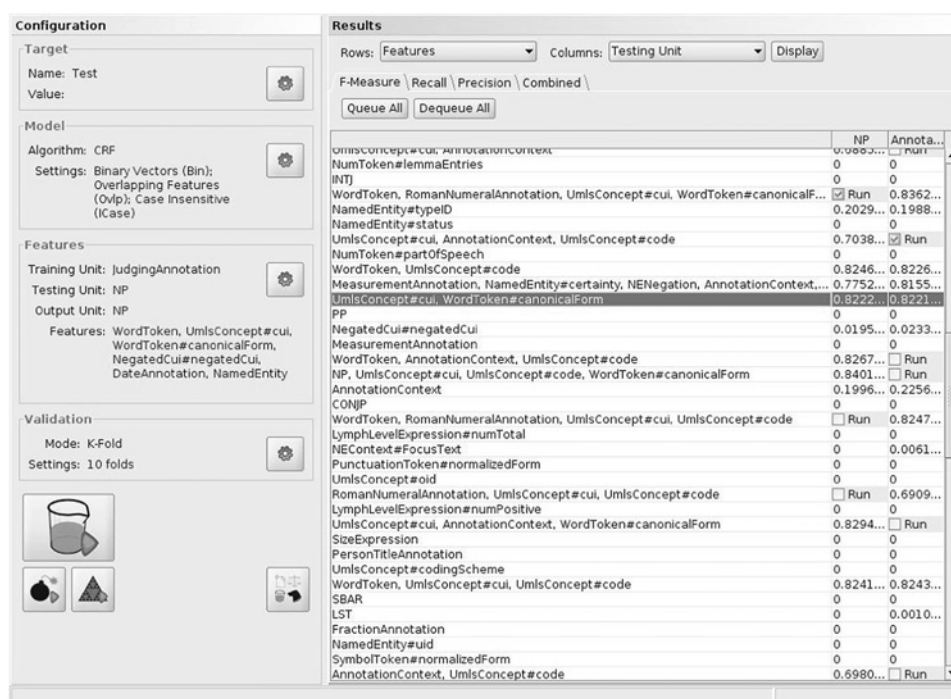 Configuration
Target
Name: Test
Value:
Model
Algorithm: CRF
Settings: Binary Vectors (Bin);
Overlapping Features
(Ovlp); Case Insensitive
(ICase)
Features
Training Unit: JudgingAnnotation
Testing Unit: NP
Output Unit: NP
Features: WordToken, UmlsConcept#cui,
WordToken#canonicalForm,
NegatedCui#negatedCui,
DateAnnotation, NamedEntity
Validation
Mode: K-Fold
Settings: 10 folds
Results
Rows: Features Columns: Testing Unit Display
F-Measure Recall Precision Combined
Queue All Dequeue All
NP Annota...
UmlsConcept#cui, AnnotationContext 0.6885... Run
NumToken#lemmaEntries 0 0
INTJ 0 0
WordToken, RomanNumeralAnnotation, UmlsConcept#cui, WordToken#canonicalF... Run 0.8362...
NamedEntity#typeID 0.2029... 0.1988...
NamedEntity#status 0 0
UmlsConcept#cui, AnnotationContext, UmlsConcept#code 0.7038... Run
NumToken#partOfSpeech 0 0
WordToken, UmlsConcept#code 0.8246... 0.8226...
MeasurementAnnotation, NamedEntity#certainty, NENegation, AnnotationContext,... 0.7752... 0.8155...
UmlsConcept#cui, WordToken#canonicalForm 0.8222... 0.8221...
PP 0 0
NegatedCui#negatedCui 0.0195... 0.0233...
MeasurementAnnotation 0 0
WordToken, AnnotationContext, UmlsConcept#code 0.8267... Run
NP, UmlsConcept#cui, UmlsConcept#code, WordToken#canonicalForm 0.8401... Run
AnnotationContext 0.1996... 0.2256...
CONJP 0 0
WordToken, RomanNumeralAnnotation, UmlsConcept#cui, UmlsConcept#code Run 0.8247...
LymphLevelExpression#numTotal 0 0
NEContext#FocusText 0 0.0061...
PunctuationToken#normalizedForm 0 0
UmlsConcept#oid 0 0
RomanNumeralAnnotation, UmlsConcept#cui, UmlsConcept#code Run 0.6909...
LymphLevelExpression#numPositive 0 0
UmlsConcept#cui, AnnotationContext, WordToken#canonicalForm 0.8294... Run
SizeExpression 0 0
PersonTitleAnnotation 0 0
UmlsConcept#codingScheme 0 0
WordToken, UmlsConcept#cui, UmlsConcept#code 0.8241... 0.8243...
SBAR 0 0
LST 0 0.0010...
FractionAnnotation 0 0
NamedEntity#uid 0 0
SymbolToken#normalizedForm 0 0
AnnotationContext, UmlsConcept#code 0.6980... Run